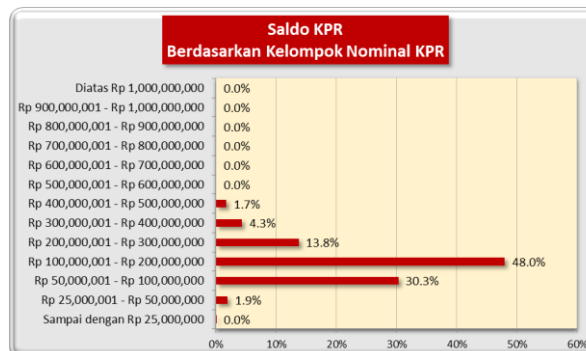 Saldo KPR
Berdasarkan Kelompok Nominal KPR
Diatas Rp 1,000,000,000 0.0%
Rp 900,000,001 - Rp 1,000,000,000 0.0%
Rp 800,000,001 - Rp 900,000,000 0.0%
Rp 700,000,001 - Rp 800,000,000 0.0%
Rp 600,000,001 - Rp 700,000,000 0.0%
Rp 500,000,001 - Rp 600,000,000 0.0%
Rp 400,000,001 - Rp 500,000,000 1.7%
Rp 300,000,001 - Rp 400,000,000 4.3%
Rp 200,000,001 - Rp 300,000,000 13.8%
Rp 100,000,001 - Rp 200,000,000 48.0%
Rp 50,000,001 - Rp 100,000,000 30.3%
Rp 25,000,001 - Rp 50,000,000 1.9%
Sampai dengan Rp 25,000,000 0.0%
0% 10% 20% 30% 40% 50% 60%